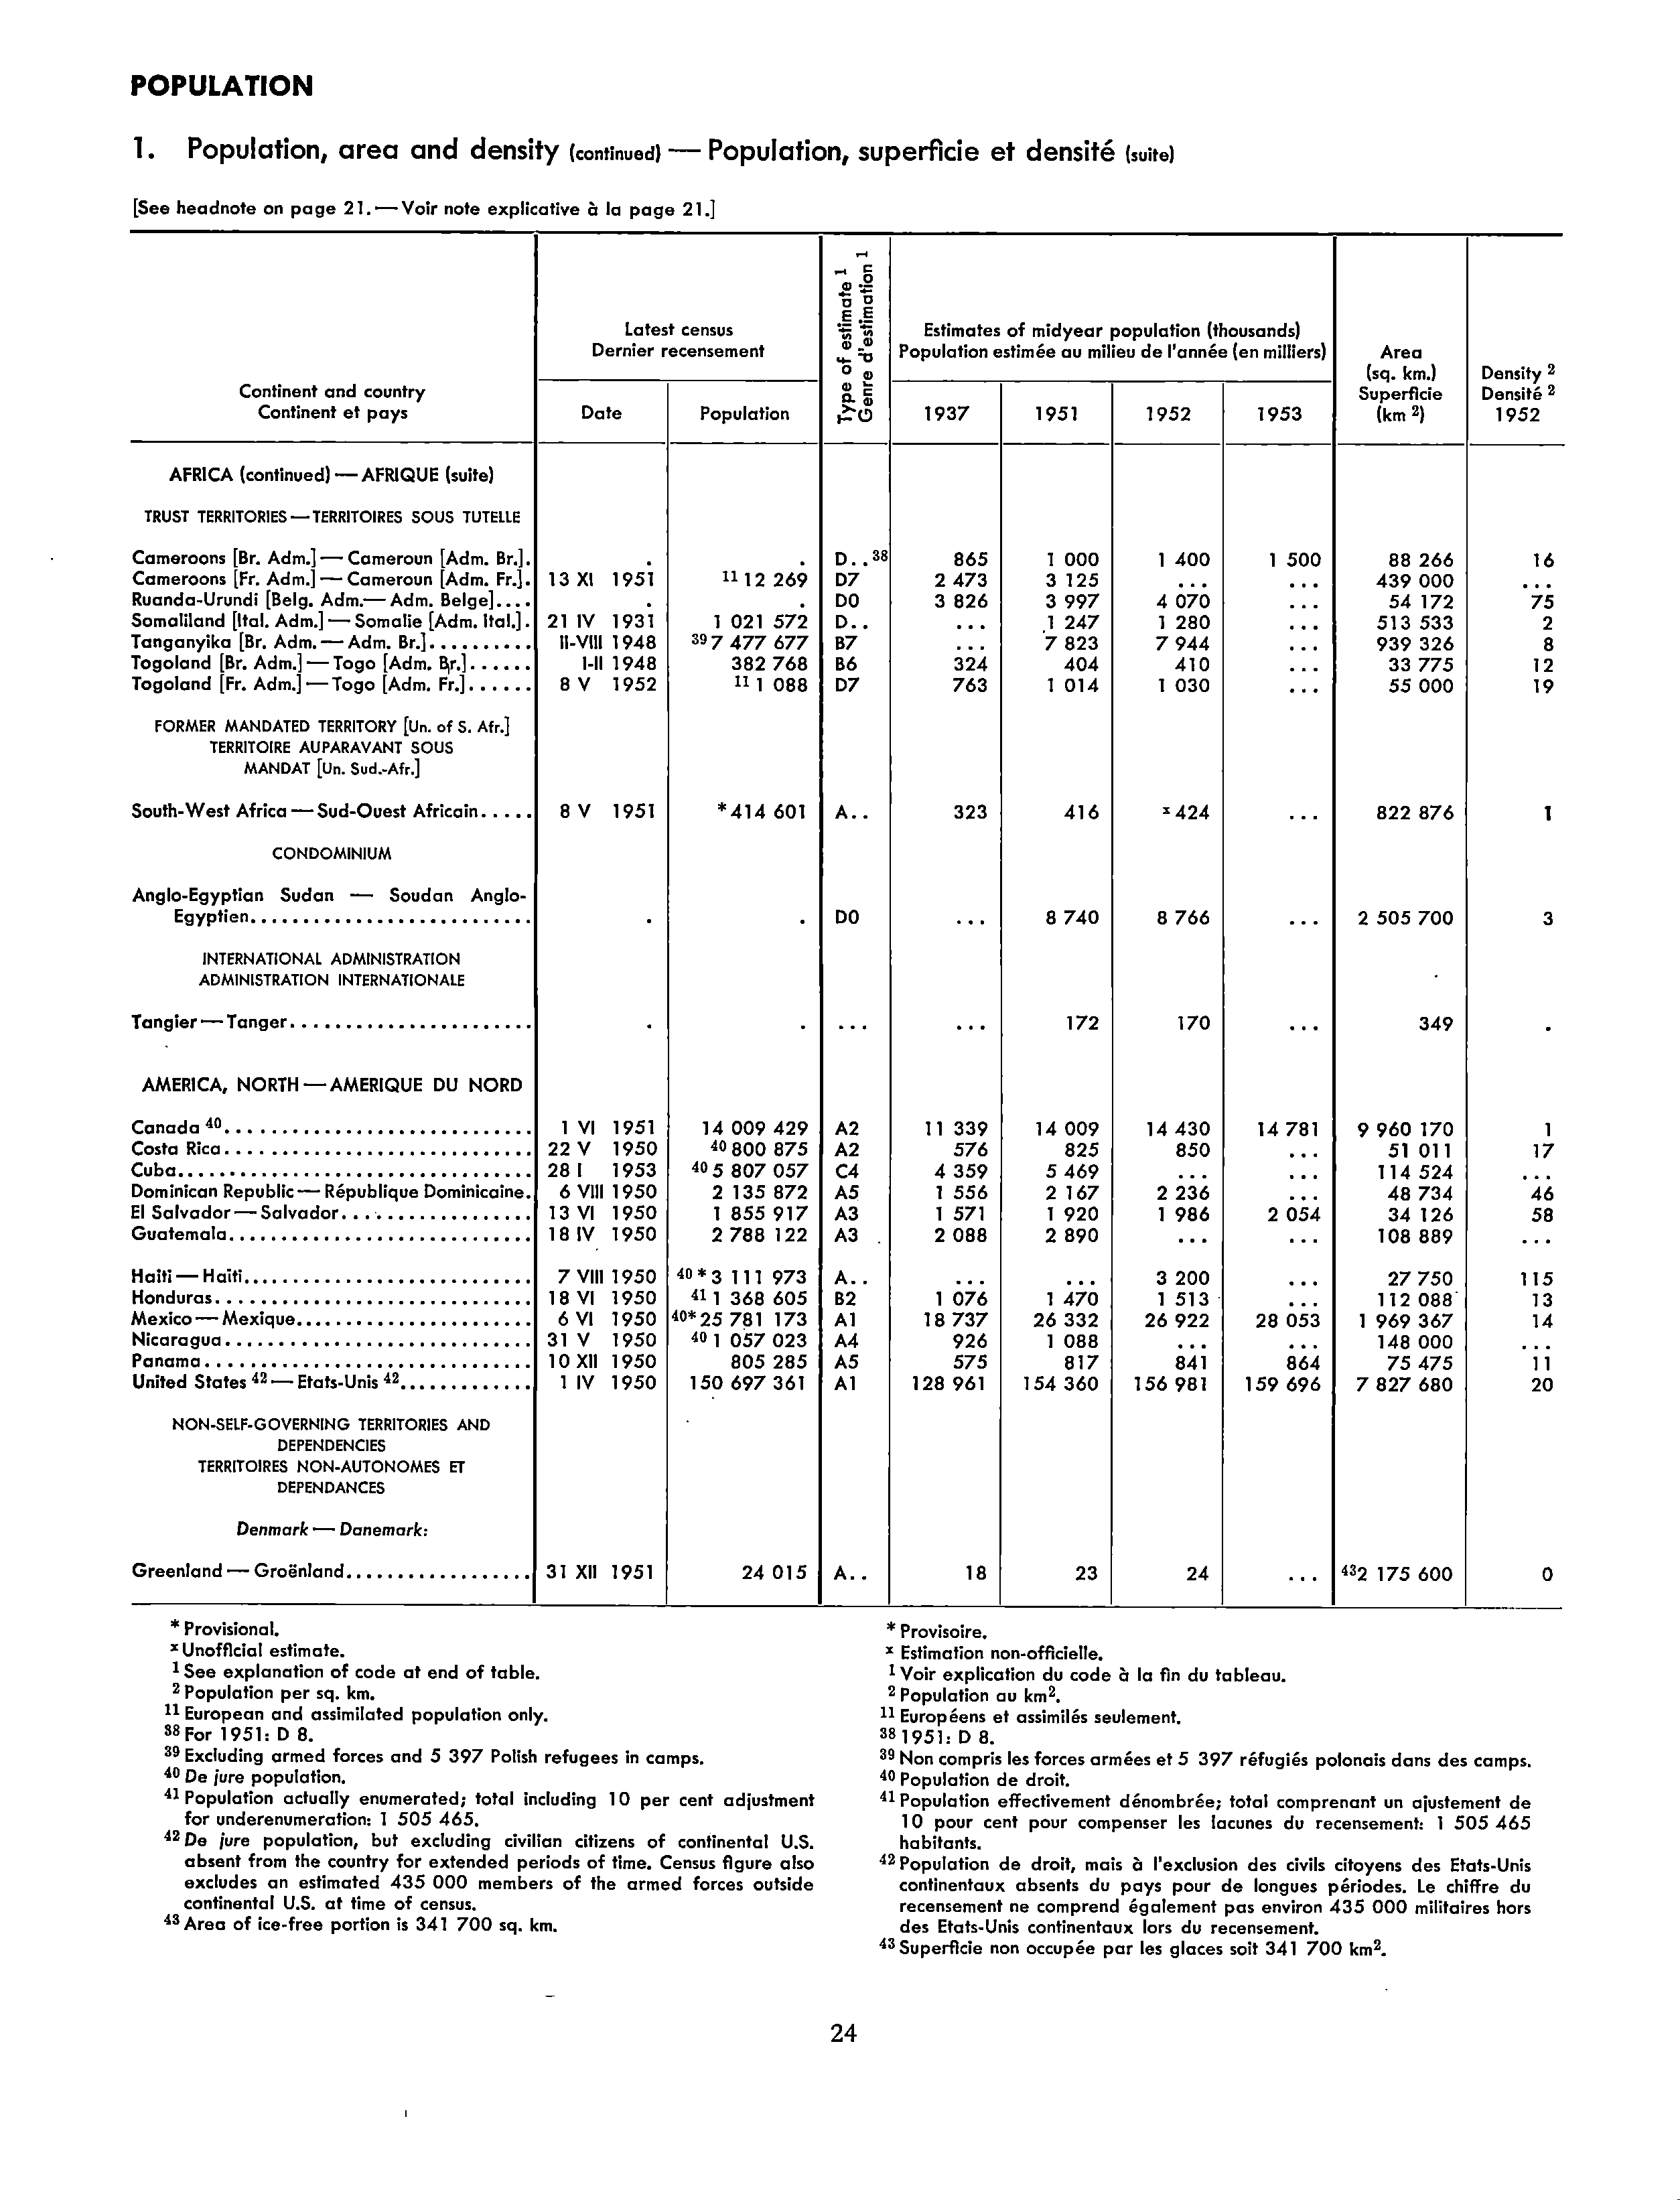 POPULATION
1. Population, area and density (continued) — Population, superficie et densité (suite)
[See headnote on page 21.—Voir note explicative à la page 21.]
Continent and country
Continent et pays
Latest census
Dernier recensement
Date
Population
Type of estimate 1
Genre d'estimation 1
Estimates of midyear population (thousands)
Population estimée au milieu de l'année (en milliers)
1937 1951 1952 1953
Area
(sq. km.)
Superficie
(km 2)
Density 2
Densité 2
1952
AFRICA (continued) — AFRIQUE (suite)
TRUST TERRITORIES — TERRITOIRES SOUS TUTELLE
Cameroons [Br. Adm.] — Cameroun [Adm. Br.]. . . D. . 38 865 1 000 1 400 1 500 88 266 16
Cameroons [Fr. Adm.] — Cameroun [Adm. Fr.]. 13 XI 1951 11 12 269 D7 2 473 3 125 ... ... 439 000 ...
Ruanda-Urundi [Belg. Adm.— Adm. Belge].... . . D0 3 826 3 997 4 070 ... 54 172 75
Somaliland [Ital. Adm.] — Somalie [Adm. Ital.]. 21 IV 1931 1 021 572 D.. ... 1 247 1 280 ... 513 533 2
Tanganyika [Br. Adm. — Adm. Br.].......... II-VIII 1948 39 7 477 677 B7 ... 7 823 7 944 ... 939 326 8
Togoland [Br. Adm.] — Togo [Adm. Br.]...... I-II 1948 382 768 B6 324 404 410 ... 33 775 12
Togoland [Fr. Adm.] — Togo [Adm. Fr.]...... 8 V 1952 11 1 088 D7 763 1 014 1 030 ... 55 000 19
FORMER MANDATED TERRITORY [Un. of S. Afr.]
TERRITOIRE AUPARAVANT SOUS
MANDAT [Un. Sud.-Afr.]
South-West Africa — Sud-Ouest Africain..... 8 V 1951 *414 601 A.. 323 416 x 424 ... 822 876 1
CONDOMINIUM
Anglo-Egyptian Sudan — Soudan Anglo-
Egyptien........................... . . D0 ... 8 740 8 766 ... 2 505 700 3
INTERNATIONAL ADMINISTRATION
ADMINISTRATION INTERNATIONALE
Tangier — Tanger....................... . . ... ... 172 170 ... 349 .
AMERICA, NORTH — AMERIQUE DU NORD
Canada 40............................. 1 VI 1951 14 009 429 A2 11 339 14 009 14 430 14 781 9 960 170 1
Costa Rica............................. 22 V 1950 40 800 875 A2 576 825 850 ... 51 011 17
Cuba.................................. 28 I 1953 40 5 807 057 C4 4 359 5 469 ... ... 114 524 ...
Dominican Republic — République Dominicaine. 6 VIII 1950 2 135 872 A5 1 556 2 167 2 236 ... 48 734 46
El Salvador — Salvador.................. 13 VI 1950 1 855 917 A3 1 571 1 920 1 986 2 054 34 126 58
Guatemala............................. 18 IV 1950 2 788 122 A3 2 088 2 890 ... ... 108 889 ...
Haiti — Haïti........................... 7 VIII 1950 40 * 3 111 973 A.. ... ... 3 200 ... 27 750 115
Honduras.............................. 18 VI 1950 41 1 368 605 B2 1 076 1 470 1 513 ... 112 088 13
Mexico — Mexique....................... 6 VI 1950 40* 25 781 173 A1 18 737 26 332 26 922 28 053 1 969 367 14
Nicaragua............................. 31 V 1950 40 1 057 023 A4 926 1 088 ... ... 148 000 ...
Panama............................... 10 XII 1950 805 285 A5 575 817 841 864 75 475 11
United States 42 — Etats-Unis 42............. 1 IV 1950 150 697 361 A1 128 961 154 360 156 981 159 696 7 827 680 20
NON-SELF-GOVERNING TERRITORIES AND
DEPENDENCIES
TERRITOIRES NON-AUTONOMES ET
DEPENDANCES
Denmark — Danemark:
Greenland — Groënland.................. 31 XII 1951 24 015 A.. 18 23 24 ... 43 2 175 600 0
* Provisional.
x Unofficial estimate.
1 See explanation of code at end of table.
2 Population per sq. km.
11 European and assimilated population only.
38 For 1951: D 8.
39 Excluding armed forces and 5 397 Polish refugees in camps.
40 De jure population.
41 Population actually enumerated; total including 10 per cent adjustment
for underenumeration: 1 505 465.
42 De jure population, but excluding civilian citizens of continental U.S.
absent from the country for extended periods of time. Census figure also
excludes an estimated 435 000 members of the armed forces outside
continental U.S. at time of census.
43 Area of ice-free portion is 341 700 sq. km.
* Provisoire.
x Estimation non-officielle.
1 Voir explication du code à la fin du tableau.
2 Population au km2.
11 Européens et assimilés seulement.
38 1951: D 8.
39 Non compris les forces armées et 5 397 réfugiés polonais dans des camps.
40 Population de droit.
41 Population effectivement dénombrée; total comprenant un ajustement de
10 pour cent pour compenser les lacunes du recensement: 1 505 465
habitants.
42 Population de droit, mais à l'exclusion des civils citoyens des Etats-Unis
continentaux absents du pays pour de longues périodes. Le chiffre du
recensement ne comprend également pas environ 435 000 militaires hors
des Etats-Unis continentaux lors du recensement.
43 Superficie non occupée par les glaces soit 341 700 km2.
24